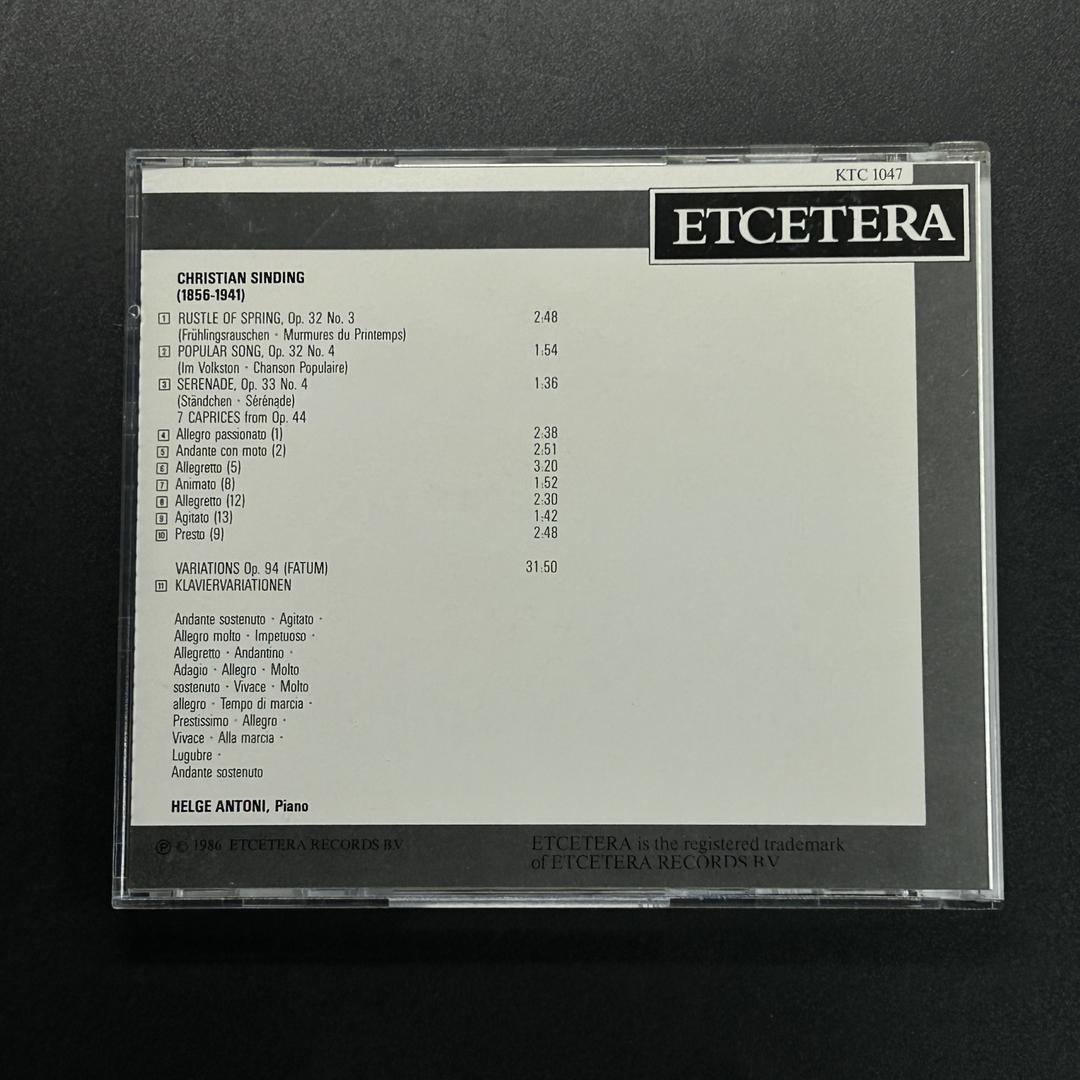 KTC 1047
ETCETERA
CHRISTIAN SINDING
(1856-1941)
1 RUSTLE OF SPRING, Op. 32 No. 3 2:48
(Frühlingsrauschen · Murmures du Printemps)
2 POPULAR SONG, Op. 32 No. 4 1:54
(Im Volkston · Chanson Populaire)
3 SERENADE, Op. 33 No. 4 1:36
(Ständchen · Sérénade)
7 CAPRICES from Op. 44
4 Allegro passionato (1) 2:38
5 Andante con moto (2) 2:51
6 Allegretto (5) 3:20
7 Animato (8) 1:52
8 Allegretto (12) 2:30
9 Agitato (13) 1:42
10 Presto (9) 2:48
VARIATIONS Op. 94 (FATUM) 31:50
11 KLAVIERVARIATIONEN
Andante sostenuto · Agitato ·
Allegro molto · Impetuoso ·
Allegretto · Andantino ·
Adagio · Allegro · Molto
sostenuto · Vivace · Molto
allegro · Tempo di marcia ·
Prestissimo · Allegro ·
Vivace · Alla marcia ·
Lugubre ·
Andante sostenuto
HELGE ANTONI, Piano
℗ © 1986 ETCETERA RECORDS B.V.
ETCETERA is the registered trademark
of ETCETERA RECORDS B.V.